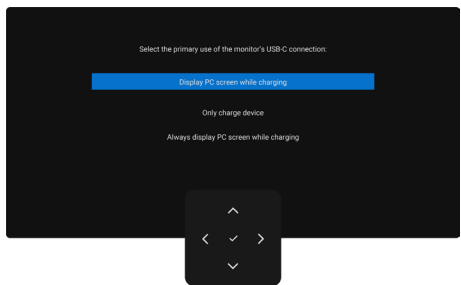 Select the primary use of the monitor's USB-C connection:
Display PC screen while charging
Only charge device
Always display PC screen while charging